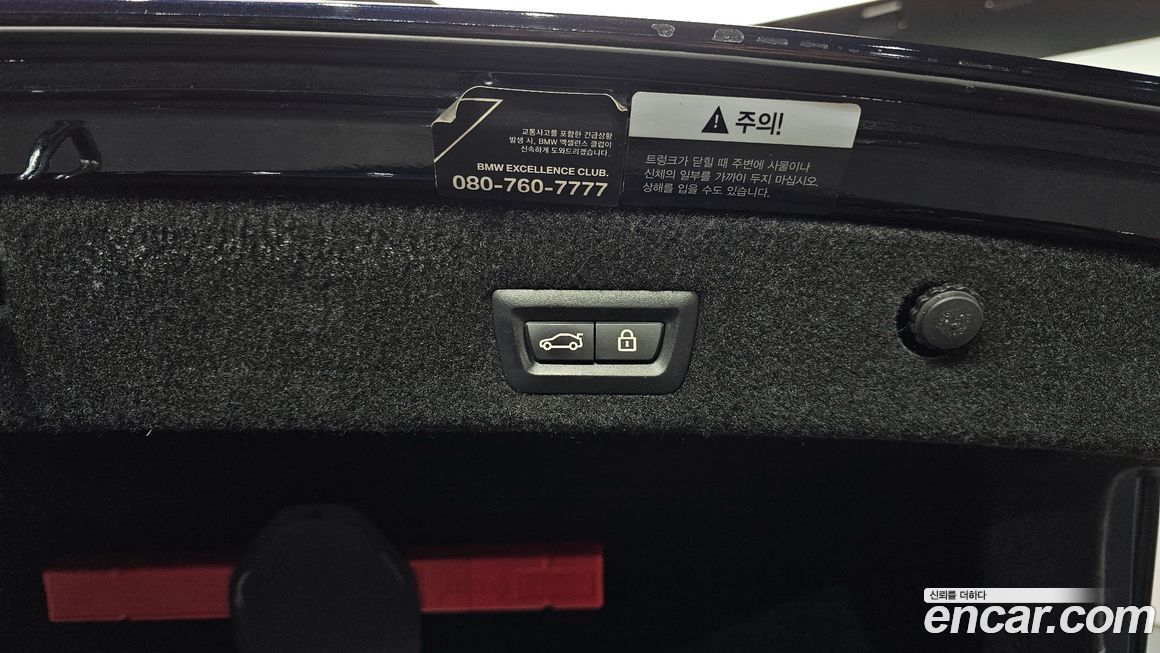 교통사고를 포함한 긴급상황
발생 시, BMW 엑셀런스 클럽이
신속하게 도와드리겠습니다.
BMW EXCELLENCE CLUB.
080-760-7777
주의!
트렁크가 닫힐 때 주변에 사물이나
신체의 일부를 가까이 두지 마십시오.
상해를 입을 수도 있습니다.
신뢰를 더하다
encar.com